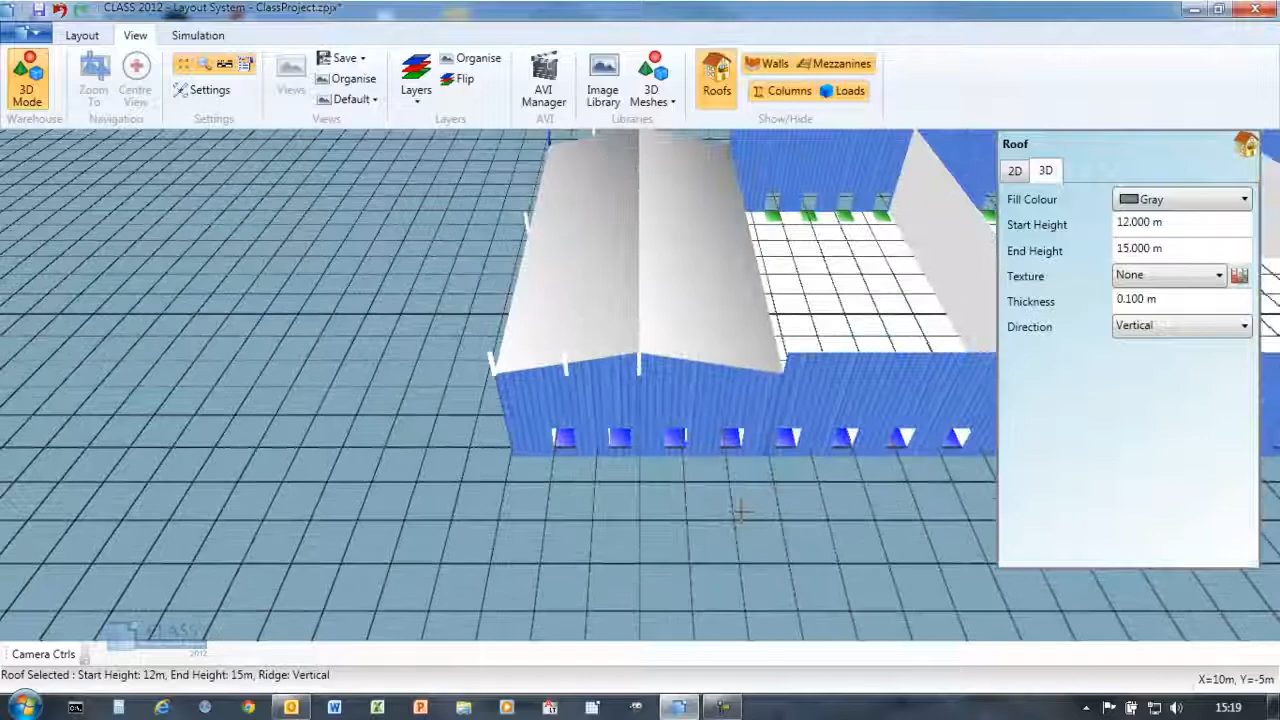 CLASS 2012 - Layout System - ClassProject.zpjx*
Layout View Simulation
3D Mode
Warehouse
Zoom To
Centre View
Navigation
Settings
Settings
Views
Save
Organise
Default
Views
Layers
Organise
Flip
Layers
AVI Manager
AVI
Image Library
3D Meshes
Libraries
Roofs
Walls Mezzanines
Columns Loads
Show/Hide
Roof
2D 3D
Fill Colour Gray
Start Height 12.000 m
End Height 15.000 m
Texture None
Thickness 0.100 m
Direction Vertical
CLASS
2012
Camera Ctrls
Roof Selected : Start Height: 12m, End Height: 15m, Ridge: Vertical
X=10m, Y=-5m
15:19